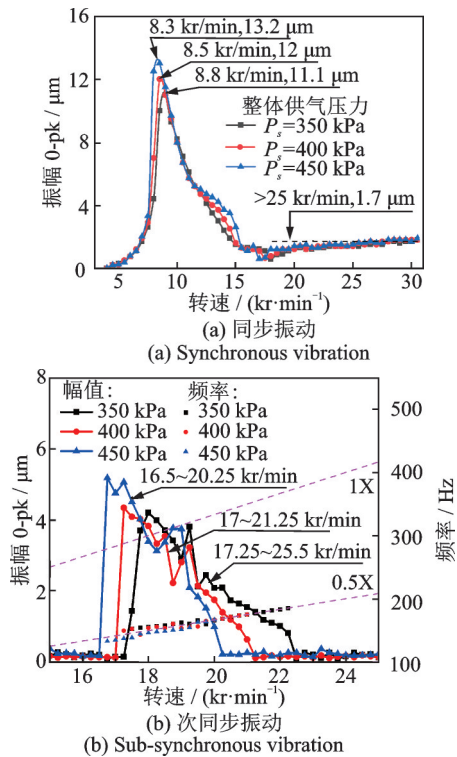 8.3 kr/min,13.2 μm
16
8.5 kr/min,12 μm
8.8 kr/min,11.1 μm
12
整体供气压力
Ps=350 kPa
8
Ps=400 kPa
Ps=450 kPa
振幅 0-pk / μm
>25 kr/min,1.7 μm
4
0
5 10 15 20 25 30
转速 / (kr·min⁻¹)
(a) 同步振动
(a) Synchronous vibration
8
幅值: 频率:
350 kPa 350 kPa
400 kPa 400 kPa
450 kPa 450 kPa
500
6
16.5~20.25 kr/min
1X
400
振幅 0-pk / μm
频率 / Hz
4
17~21.25 kr/min
300
17.25~25.5 kr/min
2
0.5X
200
0
100
16 18 20 22 24
转速 / (kr·min⁻¹)
(b) 次同步振动
(b) Sub-synchronous vibration